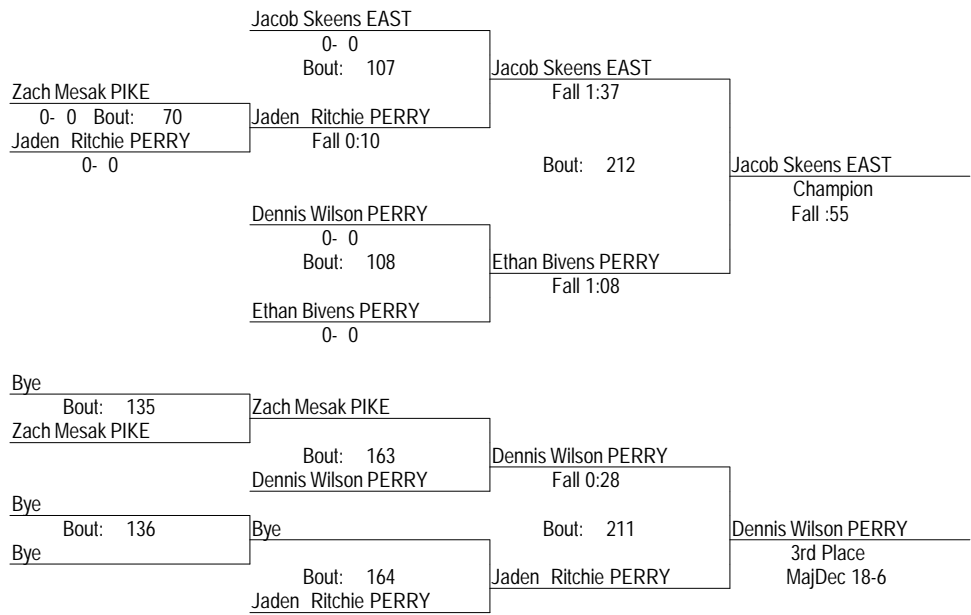 Jacob Skeens EAST
0- 0
Bout: 107
Jacob Skeens EAST
Fall 1:37
Zach Mesak PIKE
0- 0 Bout: 70
Jaden Ritchie PERRY
Fall 0:10
Jaden Ritchie PERRY
0- 0
Bout: 212
Jacob Skeens EAST
Champion
Fall :55
Dennis Wilson PERRY
0- 0
Bout: 108
Ethan Bivens PERRY
Fall 1:08
Ethan Bivens PERRY
0- 0
Bye
Bout: 135
Zach Mesak PIKE
Zach Mesak PIKE
Bout: 163
Dennis Wilson PERRY
Dennis Wilson PERRY
Fall 0:28
Bye
Bout: 136
Bye
Bye
Bout: 211
Dennis Wilson PERRY
3rd Place
MajDec 18-6
Bout: 164
Jaden Ritchie PERRY
Jaden Ritchie PERRY